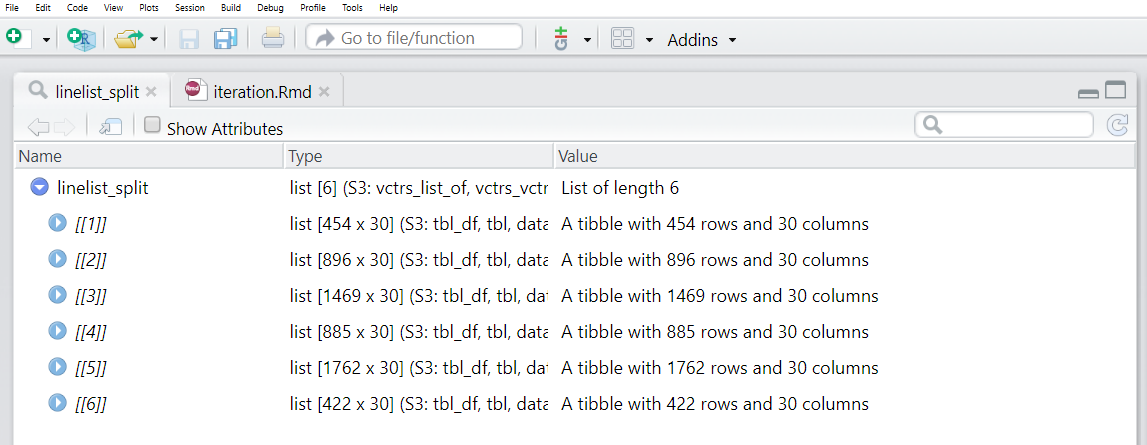 File Edit Code View Plots Session Build Debug Profile Tools Help
Go to file/function Addins
linelist_split iteration.Rmd
Show Attributes
Name Type Value
linelist_split list [6] (S3: vctrs_list_of, vctrs_vctr List of length 6
[[1]] list [454 x 30] (S3: tbl_df, tbl, data A tibble with 454 rows and 30 columns
[[2]] list [896 x 30] (S3: tbl_df, tbl, data A tibble with 896 rows and 30 columns
[[3]] list [1469 x 30] (S3: tbl_df, tbl, dat A tibble with 1469 rows and 30 columns
[[4]] list [885 x 30] (S3: tbl_df, tbl, data A tibble with 885 rows and 30 columns
[[5]] list [1762 x 30] (S3: tbl_df, tbl, dat A tibble with 1762 rows and 30 columns
[[6]] list [422 x 30] (S3: tbl_df, tbl, data A tibble with 422 rows and 30 columns